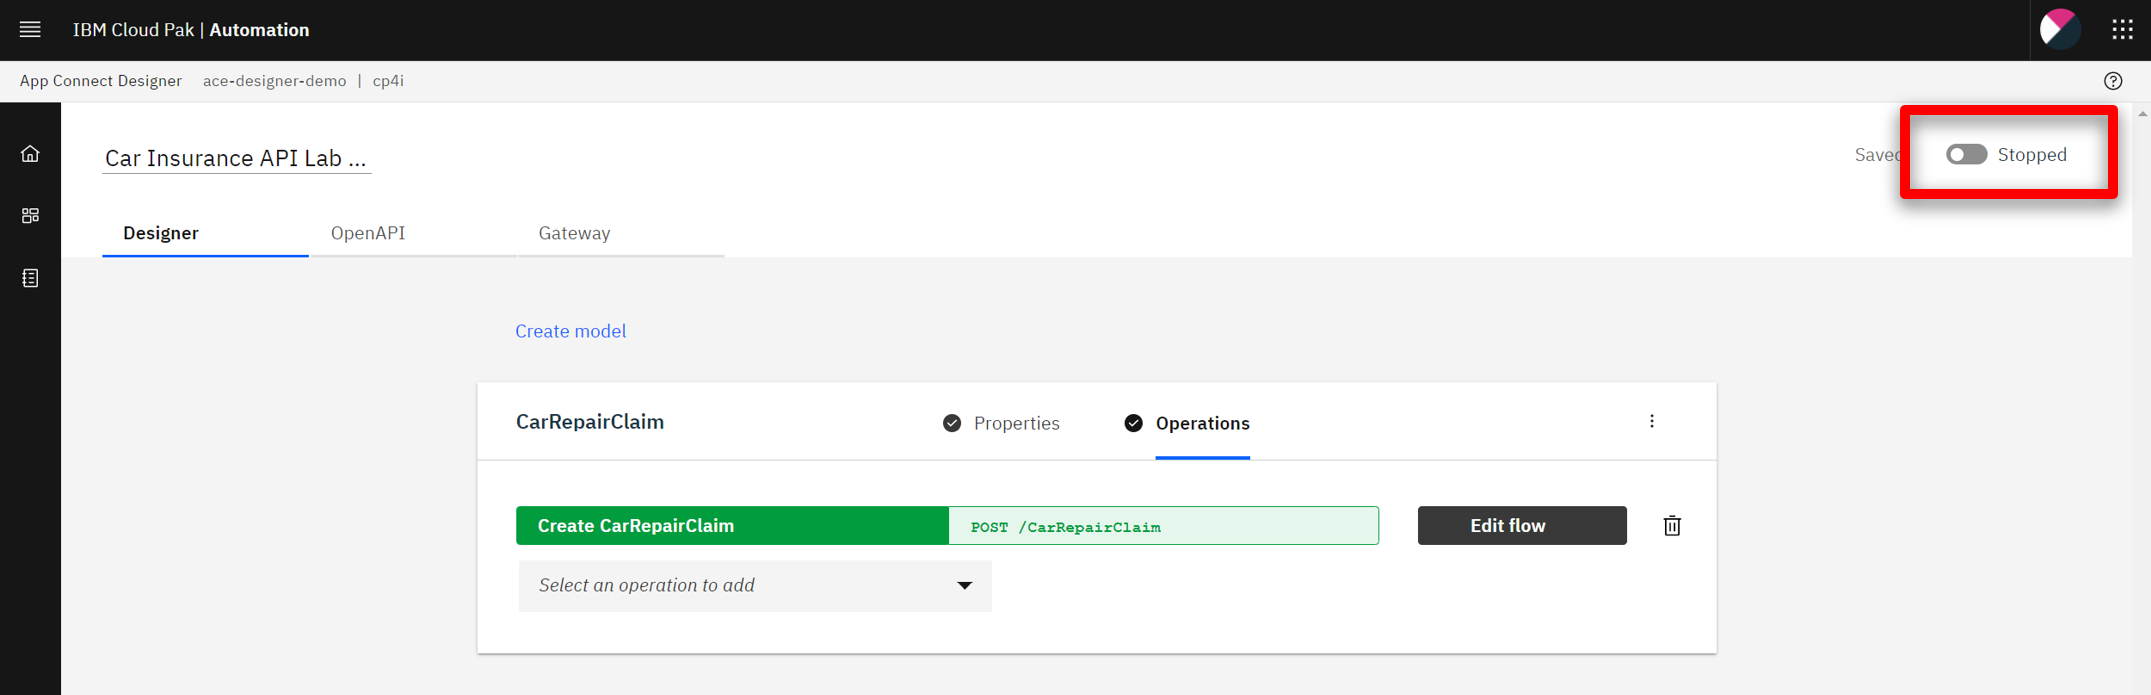 IBM Cloud Pak | Automation
App Connect Designer ace-designer-demo | cp4i
Car Insurance API Lab ...
Saved
Stopped
Designer OpenAPI Gateway
Create model
CarRepairClaim Properties Operations
Create CarRepairClaim POST /CarRepairClaim Edit flow
Select an operation to add